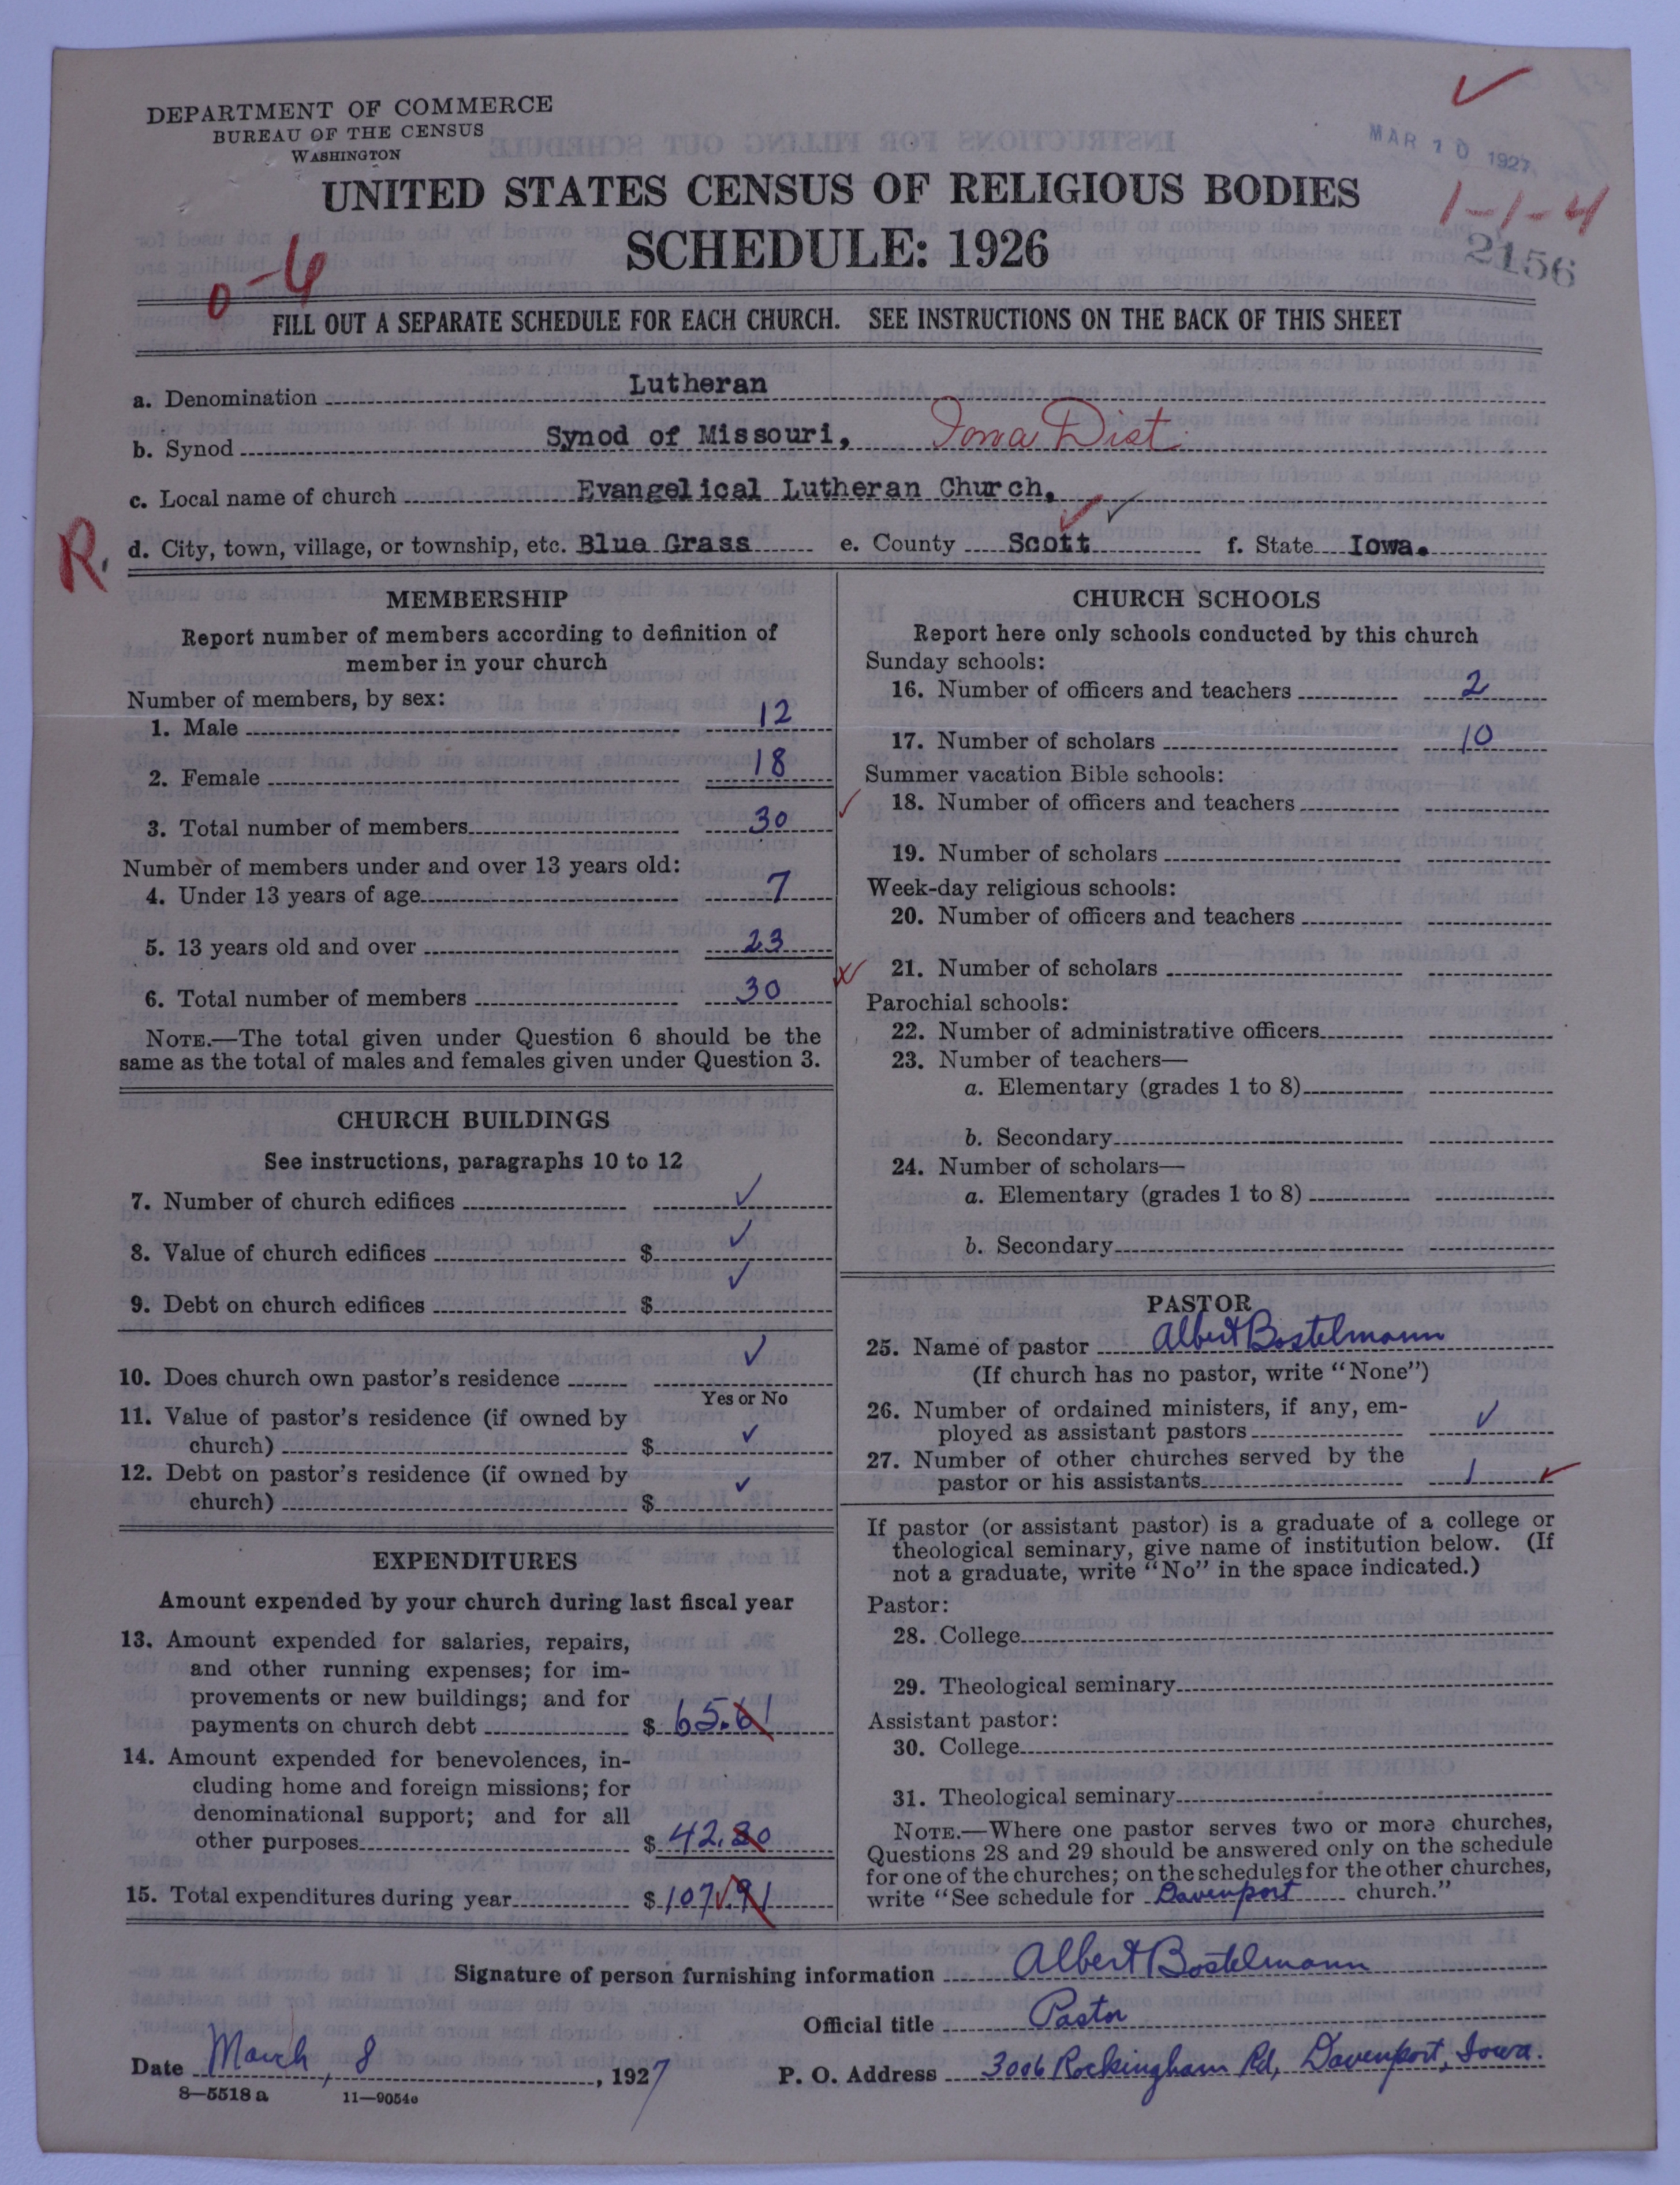 DEPARTMENT OF COMMERCE
BUREAU OF THE CENSUS
WASHINGTON
MAR 10 1927
UNITED STATES CENSUS OF RELIGIOUS BODIES
1-1-4
SCHEDULE: 1926
2156
0-6
FILL OUT A SEPARATE SCHEDULE FOR EACH CHURCH. SEE INSTRUCTIONS ON THE BACK OF THIS SHEET
a. Denomination Lutheran
b. Synod Synod of Missouri, Iowa Dist.
c. Local name of church Evangelical Lutheran Church,
R.
d. City, town, village, or township, etc. Blue Grass e. County Scott f. State Iowa.
MEMBERSHIP
Report number of members according to definition of
member in your church
Number of members, by sex:
1. Male 12
2. Female 18
3. Total number of members 30
Number of members under and over 13 years old:
4. Under 13 years of age 7
5. 13 years old and over 23
6. Total number of members 30
NOTE.—The total given under Question 6 should be the
same as the total of males and females given under Question 3.
CHURCH BUILDINGS
See instructions, paragraphs 10 to 12
7. Number of church edifices ✓
8. Value of church edifices $ ✓
9. Debt on church edifices $ ✓
10. Does church own pastor's residence ✓
Yes or No
11. Value of pastor's residence (if owned by
church) $ ✓
12. Debt on pastor's residence (if owned by
church) $ ✓
EXPENDITURES
Amount expended by your church during last fiscal year
13. Amount expended for salaries, repairs,
and other running expenses; for im-
provements or new buildings; and for
payments on church debt $ 65.61
14. Amount expended for benevolences, in-
cluding home and foreign missions; for
denominational support; and for all
other purposes $ 42.30
15. Total expenditures during year $ 107.91
CHURCH SCHOOLS
Report here only schools conducted by this church
Sunday schools:
16. Number of officers and teachers 2
17. Number of scholars 10
Summer vacation Bible schools:
18. Number of officers and teachers
19. Number of scholars
Week-day religious schools:
20. Number of officers and teachers
21. Number of scholars
Parochial schools:
22. Number of administrative officers
23. Number of teachers—
a. Elementary (grades 1 to 8)
b. Secondary
24. Number of scholars—
a. Elementary (grades 1 to 8)
b. Secondary
PASTOR
25. Name of pastor Albert Bostelmann
(If church has no pastor, write "None")
26. Number of ordained ministers, if any, em-
ployed as assistant pastors ✓
27. Number of other churches served by the
pastor or his assistants 1
If pastor (or assistant pastor) is a graduate of a college or
theological seminary, give name of institution below. (If
not a graduate, write "No" in the space indicated.)
Pastor:
28. College
29. Theological seminary
Assistant pastor:
30. College
31. Theological seminary
NOTE.—Where one pastor serves two or more churches,
Questions 28 and 29 should be answered only on the schedule
for one of the churches; on the schedules for the other churches,
write "See schedule for Davenport church."
Signature of person furnishing information Albert Bostelmann
Official title Pastor
Date March, 8, 1927
P. O. Address 3006 Rockingham Rd, Davenport, Iowa.
8—5518 a 11—9054a